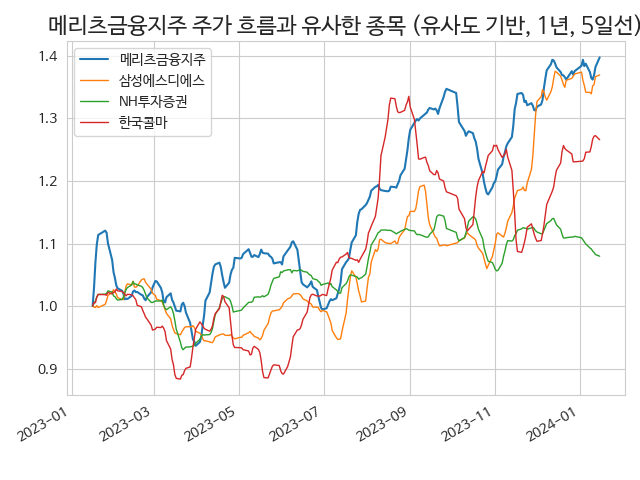 메리츠금융지주 주가 흐름과 유사한 종목 (유사도 기반, 1년, 5일선)
1.4
1.3
1.2
1.1
1.0
0.9
메리츠금융지주
삼성에스디에스
NH투자증권
한국콜마
2023-01
2023-03
2023-05
2023-07
2023-09
2023-11
2024-01